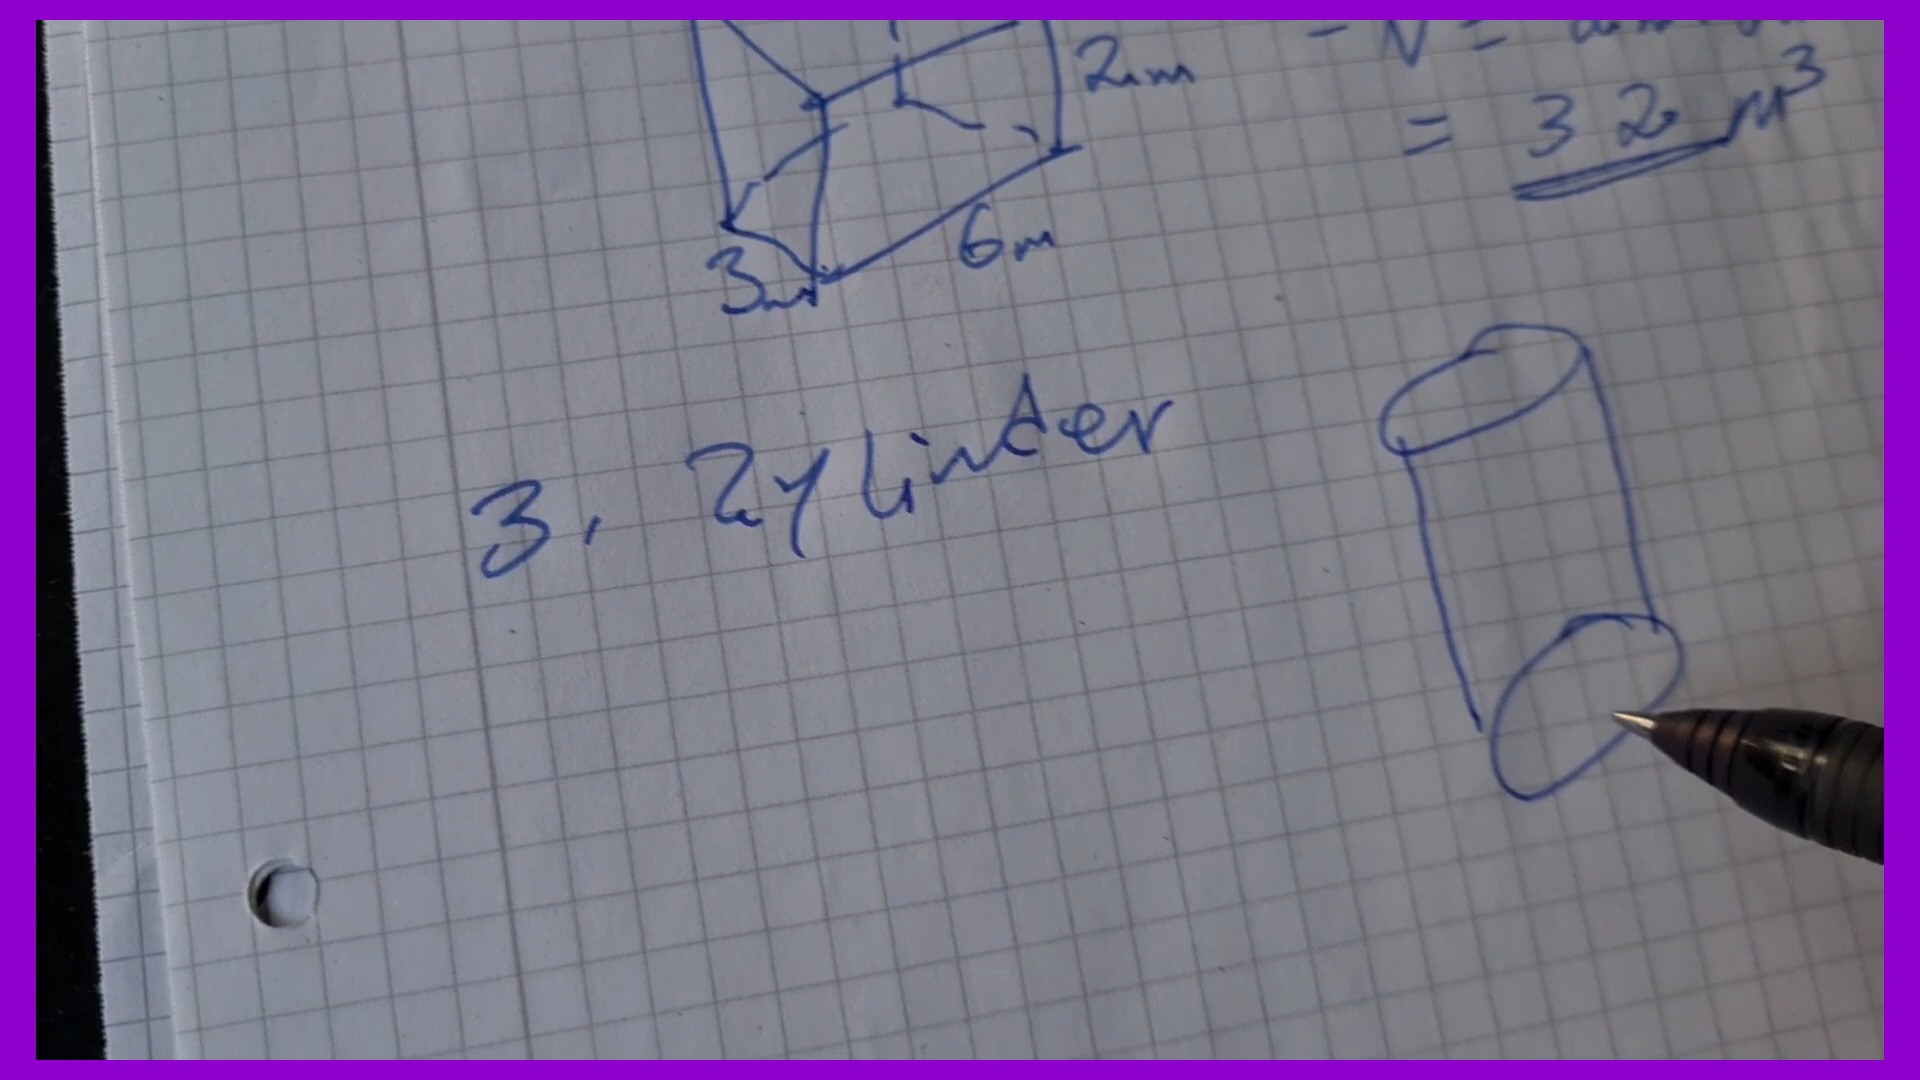 - V =
2m
= 32 m³
6m
3m
3. Zylinder